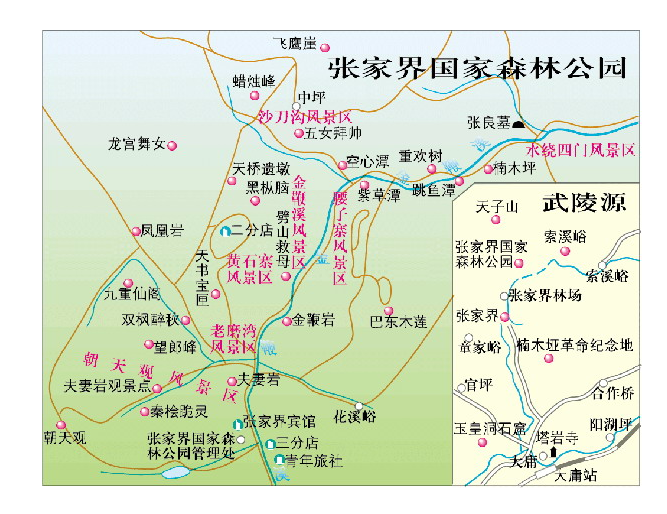 飞鹰崖
张家界国家森林公园
蜡烛峰
中坪
沙刀沟风景区
张良墓
五女拜帅
龙宫舞女
水绕四门风景区
空心潭
重欢树
楠木坪
天桥遗墩
黑枞脑
紫草潭
跳鱼潭
金鞭溪风景区
腰子寨风景区
劈山救母
武陵源
天子山
凤凰岩
二分店
索溪峪
张家界国家
森林公园
黄石寨
风景区
天书宝匣
索溪峪
九重仙阁
张家界林场
双枫醉秋
金鞭岩
巴东木莲
张家界
老磨湾
风景区
望郎峰
童家峪
楠木垭革命纪念地
朝天观风景区
夫妻岩观景点
夫妻岩
官坪
合作桥
秦桧跪灵
张家界宾馆
花溪峪
玉皇洞石窟
阳湖坪
朝天观
张家界国家森
林公园管理处
三分店
塔岩寺
青年旅社
大庸
大庸站
金
鞭
溪